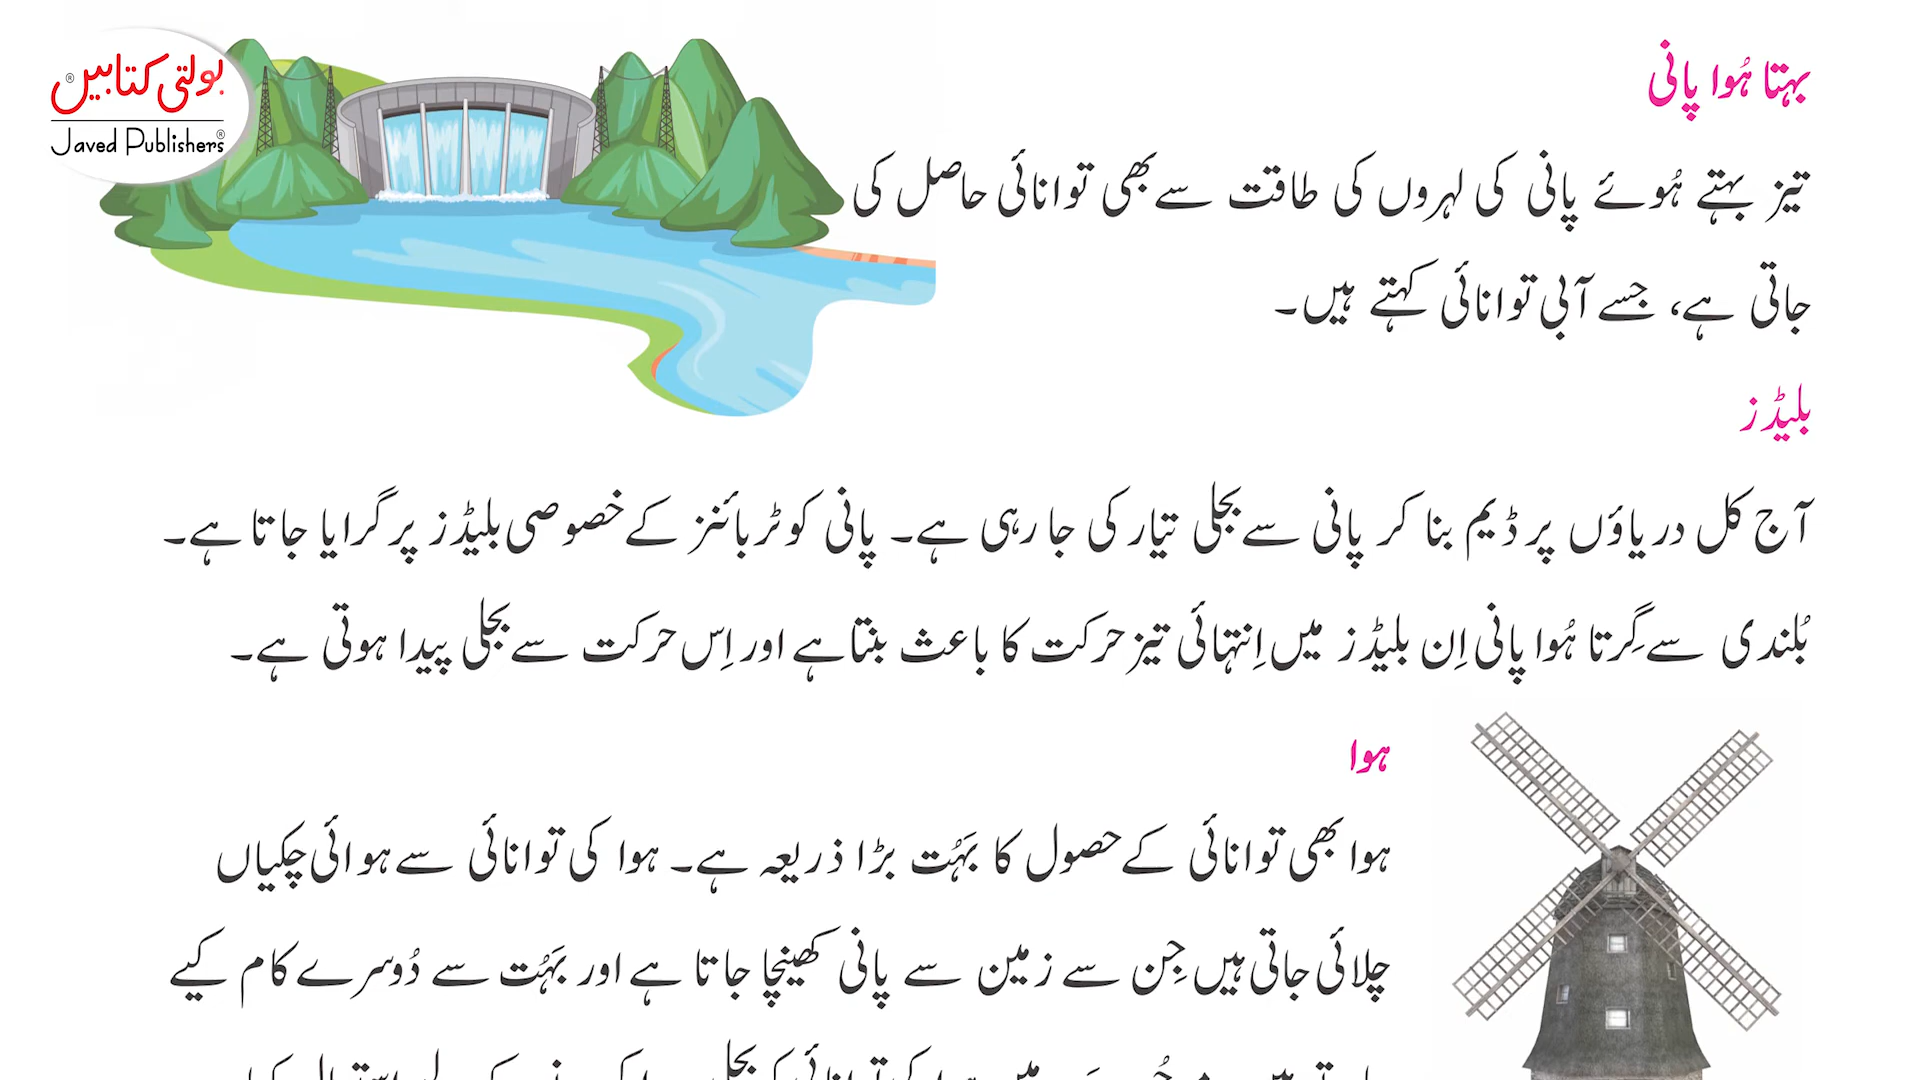 بولتی کتابیں®
Javed Publishers®
بہتا ہُوا پانی
تیز بہتے ہُوئے پانی کی لہروں کی طاقت سے بھی توانائی حاصل کی
جاتی ہے، جسے آبی توانائی کہتے ہیں۔
بلیڈز
آج کل دریاؤں پر ڈیم بنا کر پانی سے بجلی تیّار کی جا رہی ہے۔ پانی کو ٹربائنز کے خصوصی بلیڈز پر گرایا جاتا ہے۔
بُلندی سے گِرتا ہُوا پانی اِن بلیڈز میں اِنتہائی تیز حرکت کا باعث بنتا ہے اور اِس حرکت سے بجلی پیدا ہوتی ہے۔
ہوا
ہوا بھی توانائی کے حصول کا بَہُت بڑا ذریعہ ہے۔ ہوا کی توانائی سے ہوائی چکیاں
چلائی جاتی ہیں جِن سے زمین سے پانی کھینچا جاتا ہے اور بَہُت سے دُوسرے کام کیے